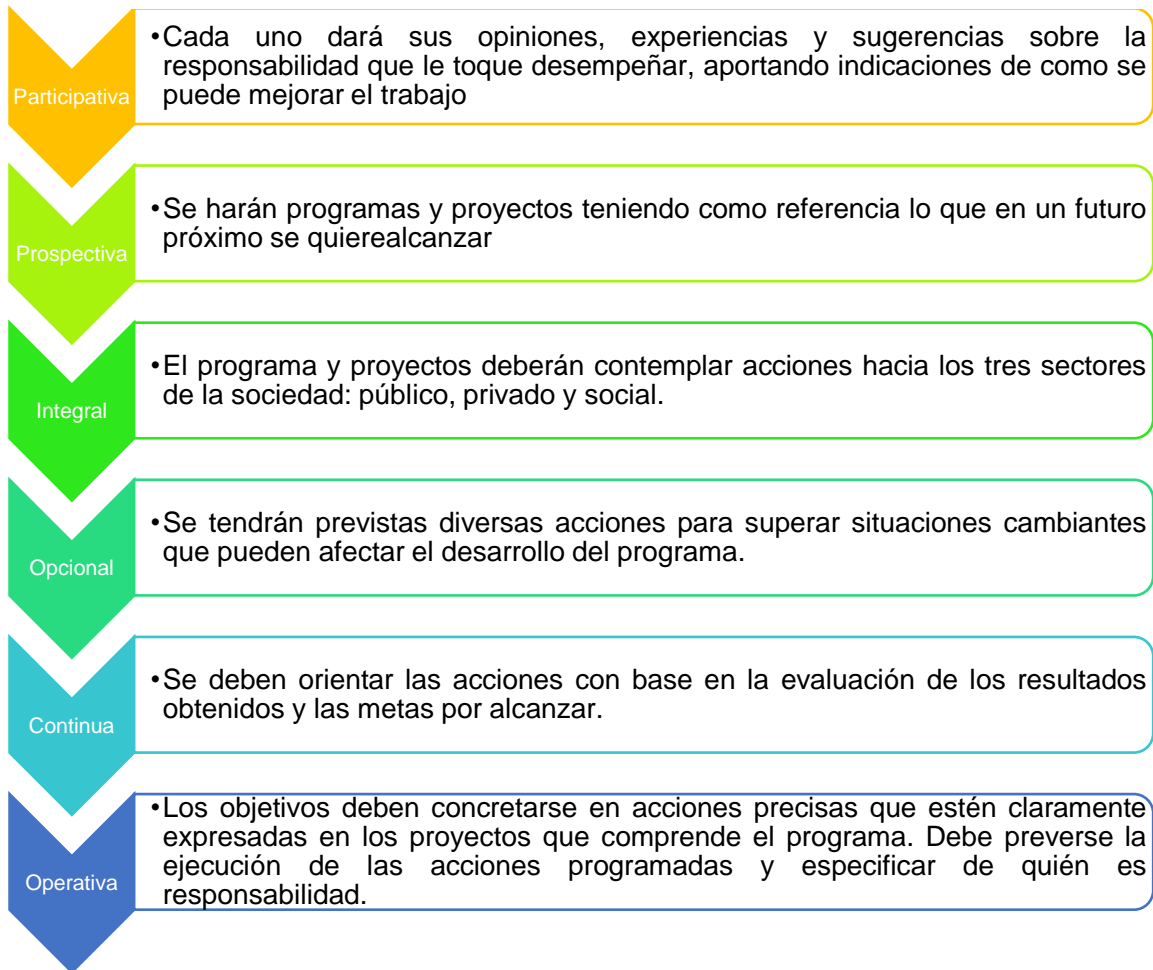 Participativa
•Cada uno dará sus opiniones, experiencias y sugerencias sobre la
responsabilidad que le toque desempeñar, aportando indicaciones de como se
puede mejorar el trabajo
Prospectiva
•Se harán programas y proyectos teniendo como referencia lo que en un futuro
próximo se quierealcanzar
Integral
•El programa y proyectos deberán contemplar acciones hacia los tres sectores
de la sociedad: público, privado y social.
Opcional
•Se tendrán previstas diversas acciones para superar situaciones cambiantes
que pueden afectar el desarrollo del programa.
Continua
•Se deben orientar las acciones con base en la evaluación de los resultados
obtenidos y las metas por alcanzar.
Operativa
•Los objetivos deben concretarse en acciones precisas que estén claramente
expresadas en los proyectos que comprende el programa. Debe preverse la
ejecución de las acciones programadas y especificar de quién es
responsabilidad.